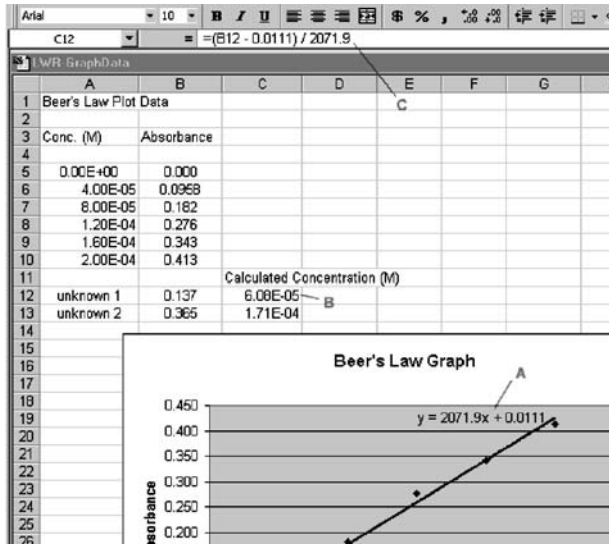 Arial 10 B I U $ % ,
C12 = =(B12 - 0.0111) / 2071.9
LWR-GraphData
A B C D E F G
1 Beer's Law Plot Data
C
2
3 Conc. (M) Absorbance
4
5 0.00E+00 0.000
6 4.00E-05 0.0958
7 8.00E-05 0.182
8 1.20E-04 0.276
9 1.60E-04 0.343
10 2.00E-04 0.413
11 Calculated Concentration (M)
12 unknown 1 0.137 6.08E-05 B
13 unknown 2 0.365 1.71E-04
14
15
16 Beer's Law Graph
17 A
18 0.450
19 y = 2071.9x + 0.0111
20 0.400
21 0.350
22
23 0.300
24 0.250
25
26 0.200
sorbance